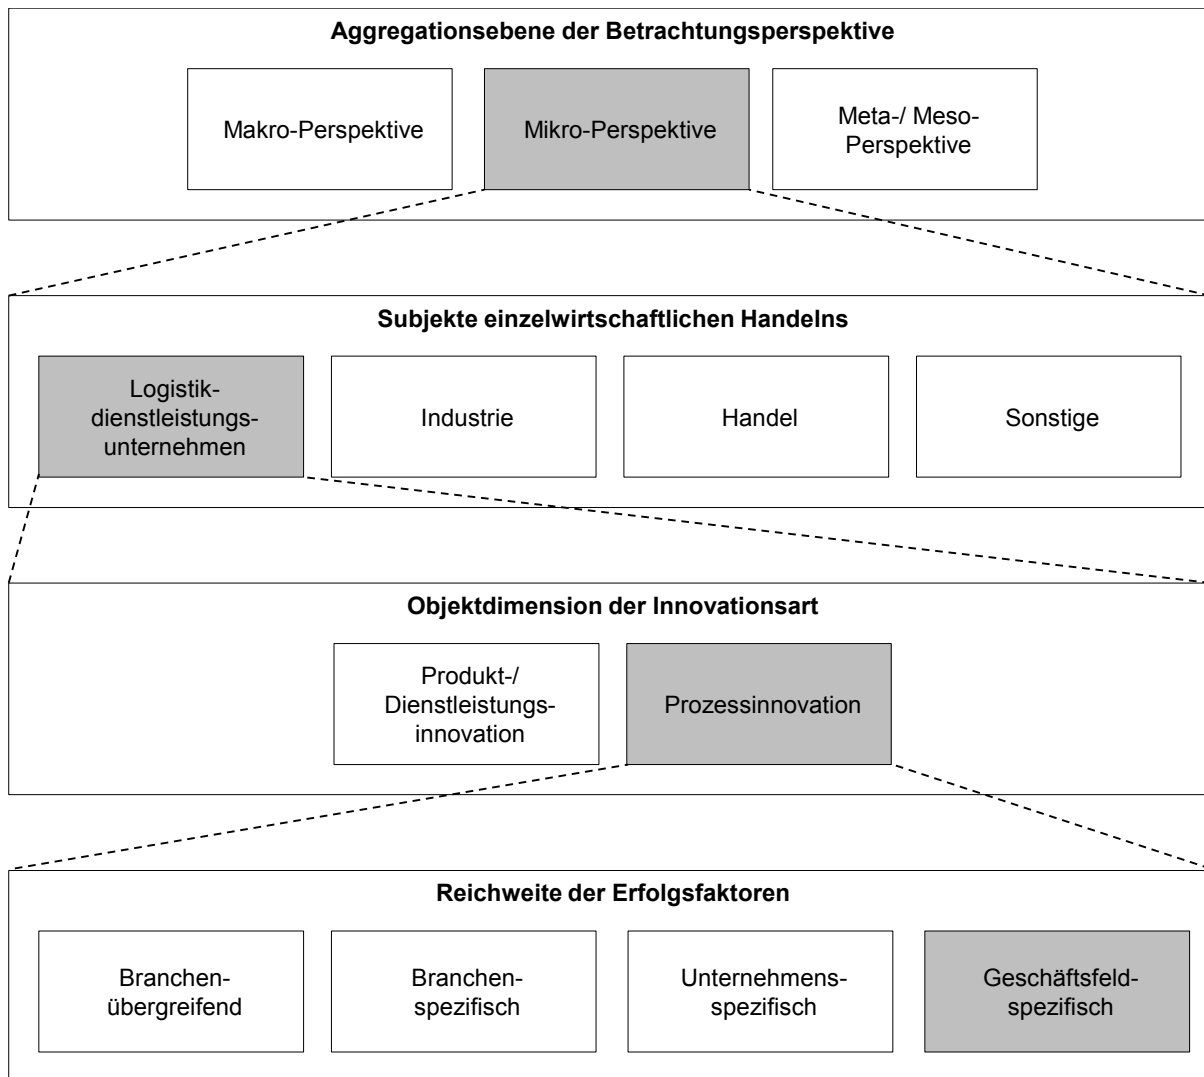 Aggregationsebene der Betrachtungsperspektive
Makro-Perspektive
Mikro-Perspektive
Meta-/ Meso-
Perspektive
Subjekte einzelwirtschaftlichen Handelns
Logistik-
dienstleistungs-
unternehmen
Industrie
Handel
Sonstige
Objektdimension der Innovationsart
Produkt-/
Dienstleistungs-
innovation
Prozessinnovation
Reichweite der Erfolgsfaktoren
Branchen-
übergreifend
Branchen-
spezifisch
Unternehmens-
spezifisch
Geschäftsfeld-
spezifisch